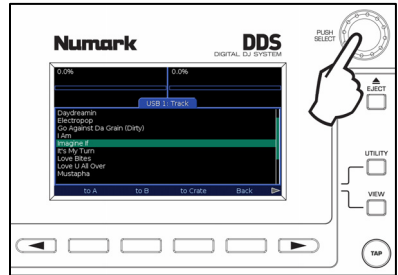 Numark
DDS
DIGITAL DJ SYSTEM
PUSH
SELECT
EJECT
0.0%
0.0%
USB 1: Track
Daydreamin
Electropop
Go Against Da Grain (Dirty)
I Am
Imagine If
It's My Turn
Love Bites
Love U All Over
Mustapha
to A to B to Crate Back
UTILITY
VIEW
TAP